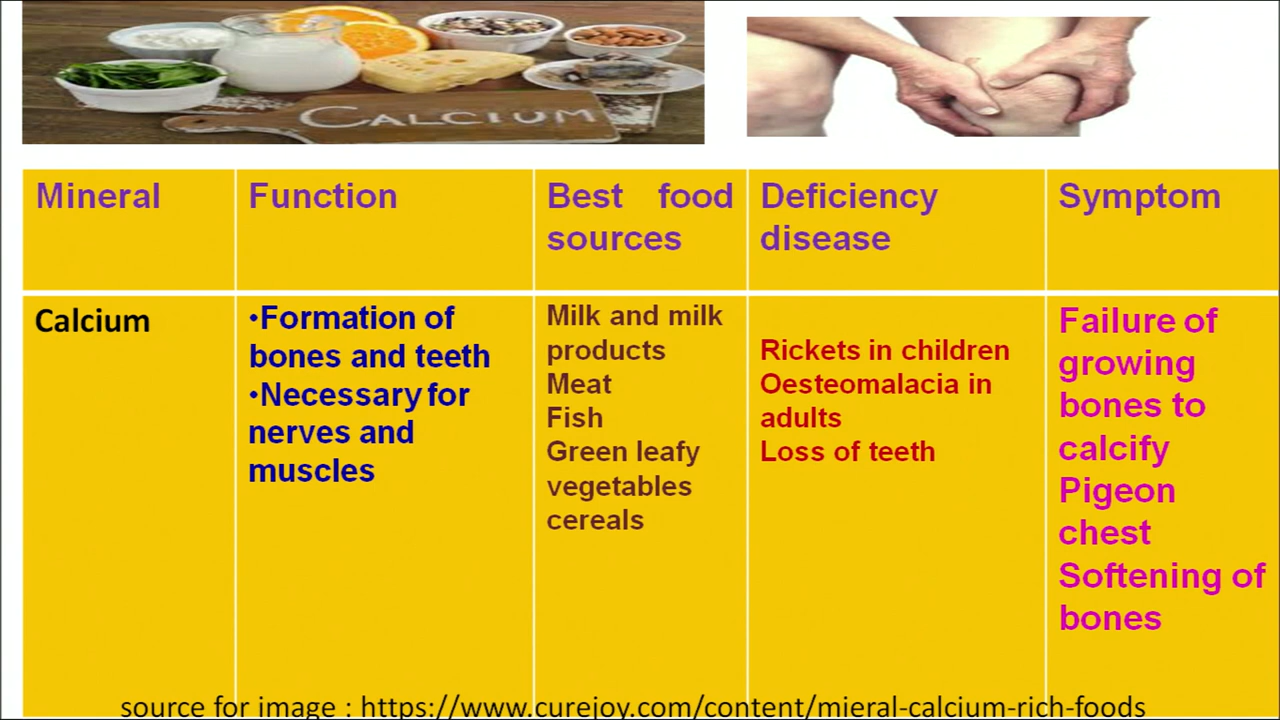 CALCIUM
Mineral
Function
Best food
sources
Deficiency
disease
Symptom
Calcium
•Formation of
bones and teeth
•Necessary for
nerves and
muscles
Milk and milk
products
Meat
Fish
Green leafy
vegetables
cereals
Rickets in children
Oesteomalacia in
adults
Loss of teeth
Failure of
growing
bones to
calcify
Pigeon
chest
Softening of
bones
source for image : https://www.curejoy.com/content/mieral-calcium-rich-foods